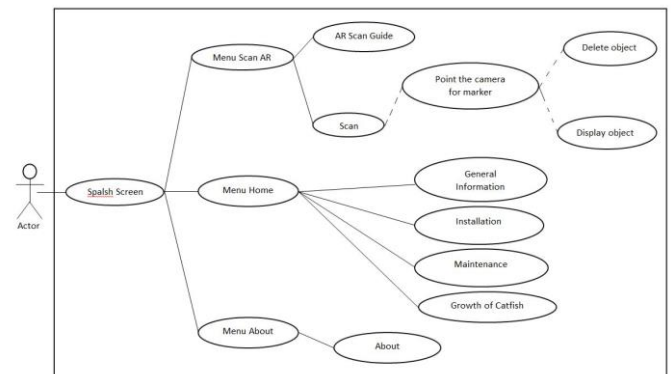 AR Scan Guide
Delete object
Menu Scan AR
Point the camera
for marker
Scan
Display object
General
Information
Spalsh Screen
Menu Home
Actor
Installation
Maintenance
Growth of Catfish
Menu About
About